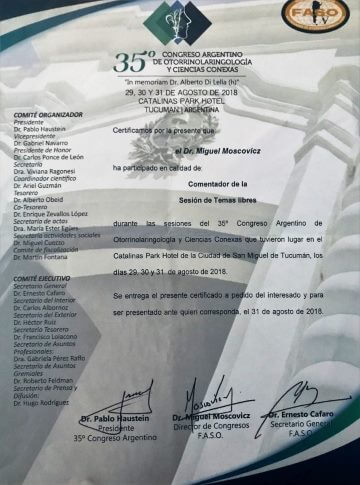 FASO
35º CONGRESO ARGENTINO
DE OTORRINOLARINGOLOGÍA
Y CIENCIAS CONEXAS
"In memoriam Dr. Alberto Di Lella (h)"
29, 30 Y 31 DE AGOSTO DE 2018
CATALINAS PARK HOTEL
TUCUMAN | ARGENTINA
COMITÉ ORGANIZADOR
Presidente
Dr. Pablo Haustein
Vicepresidente
Dr. Gabriel Navarro
Presidente de Honor
Dr. Carlos Ponce de León
Secretaria
Dra. Viviana Ragonesi
Coordinador científico
Dr. Ariel Guzmán
Tesorero
Dr. Alberto Obeid
Co-Tesorero
Dr. Enrique Zevallos López
Secretaria de actas
Dra. María Ester Egües
Secretaría actividades sociales
Dr. Miguel Cuozzo
Comité de fiscalización
Dr. Martín Fontana
COMITÉ EJECUTIVO
Secretario General
Dr. Ernesto Cafaro
Secretario del Interior
Dr. Carlos Albornoz
Secretario del Exterior
Dr. Héctor Ruiz
Secretario Tesorero
Dr. Francisco Loiacono
Secretario de Asuntos
Profesionales:
Dra. Gabriela Pérez Raffo
Secretario de Asuntos
Gremiales
Dr. Roberto Feldman
Secretario de Prensa y
Difusión:
Dr. Hugo Rodríguez
Certificamos por la presente que
el Dr. Miguel Moscovicz
ha participado en calidad de:
Comentador de la
Sesión de Temas libres
durante las sesiones del 35º Congreso Argentino de
Otorrinolaringología y Ciencias Conexas que tuvieron lugar en el
Catalinas Park Hotel de la Ciudad de San Miguel de Tucumán, los
días 29, 30 y 31 de agosto de 2018.
Se entrega el presente certificado a pedido del interesado y para
ser presentado ante quien corresponda, el 31 de agosto de 2018.
Dr. Pablo Haustein
Presidente
35º Congreso Argentino
Dr. Miguel Moscovicz
Director de Congresos
F.A.S.O.
Dr. Ernesto Cafaro
Secretario General
F.A.S.O.